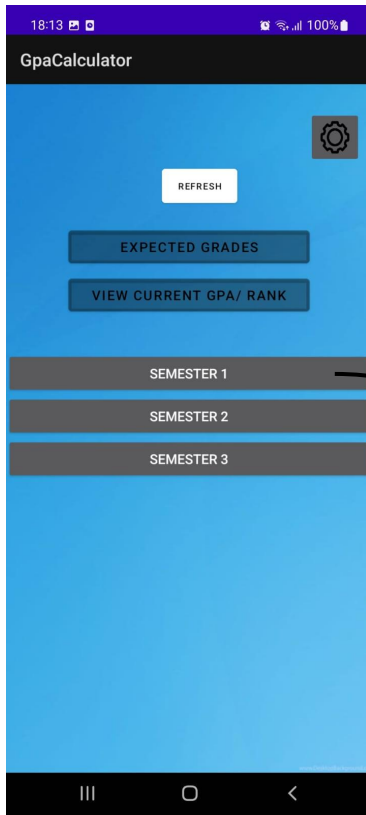 18:13 100%
GpaCalculator
REFRESH
EXPECTED GRADES
VIEW CURRENT GPA/ RANK
SEMESTER 1
SEMESTER 2
SEMESTER 3